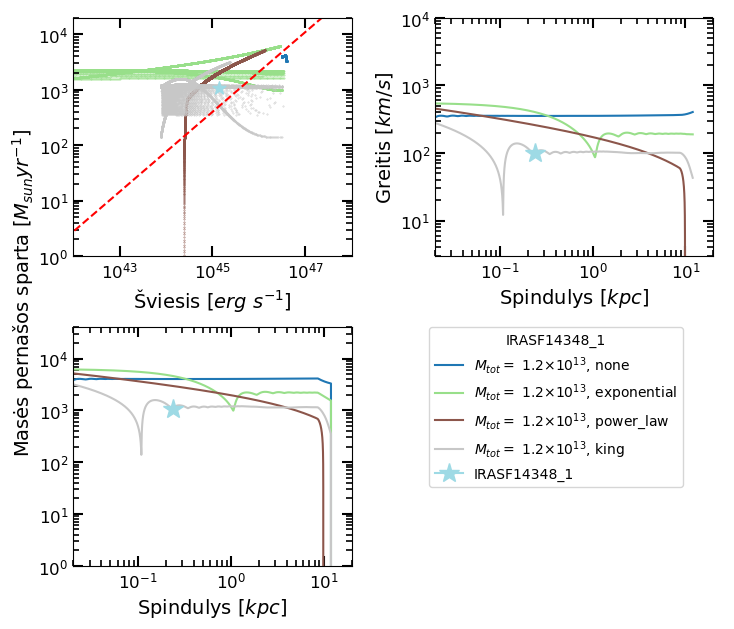 10^4
10^3
10^2
10^1
10^0
10^43
10^45
10^47
Šviesis [erg s^−1]
10^4
10^3
10^2
10^1
10^−1
10^0
10^1
Greitis [km/s]
Spindulys [kpc]
Masės pernašos sparta [M_sun yr^−1]
10^4
10^3
10^2
10^1
10^0
10^−1
10^0
10^1
Spindulys [kpc]
IRASF14348_1
M_tot = 1.2×10^13, none
M_tot = 1.2×10^13, exponential
M_tot = 1.2×10^13, power_law
M_tot = 1.2×10^13, king
IRASF14348_1